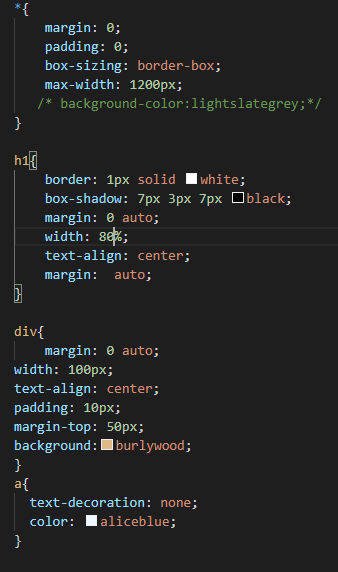 *{
margin: 0;
padding: 0;
box-sizing: border-box;
max-width: 1200px;
/* background-color:lightslategrey;*/
}
h1{
border: 1px solid white;
box-shadow: 7px 3px 7px black;
margin: 0 auto;
width: 80%;
text-align: center;
margin:  auto;
}
div{
margin: 0 auto;
width: 100px;
text-align: center;
padding: 10px;
margin-top: 50px;
background:burlywood;
}
a{
text-decoration: none;
color: aliceblue;
}